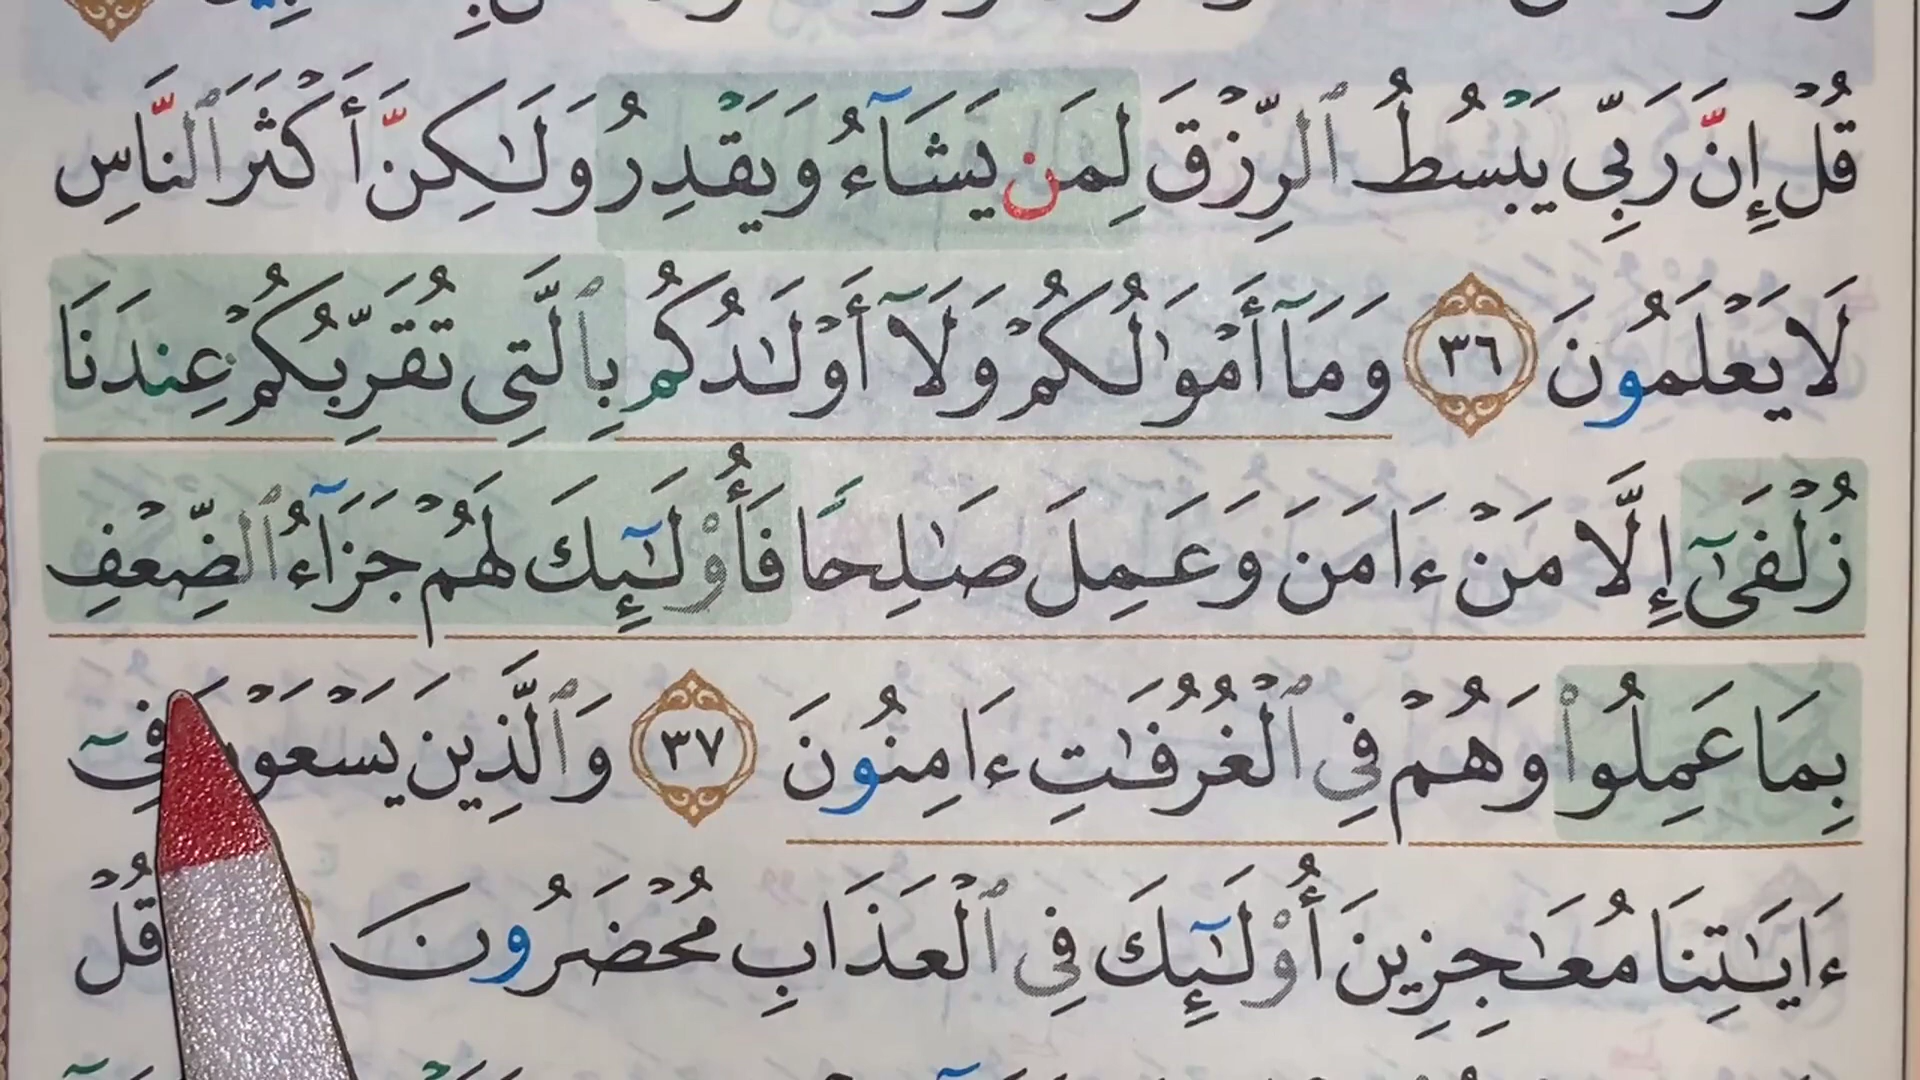 قُلْ إِنَّ رَبِّى يَبْسُطُ ٱلرِّزْقَ لِمَن يَشَآءُ وَيَقْدِرُ وَلَـٰكِنَّ أَكْثَرَ ٱلنَّاسِ
لَا يَعْلَمُونَ ٣٦ وَمَآ أَمْوَٰلُكُمْ وَلَآ أَوْلَـٰدُكُم بِٱلَّتِى تُقَرِّبُكُمْ عِندَنَا
زُلْفَىٰٓ إِلَّا مَنْ ءَامَنَ وَعَمِلَ صَـٰلِحًا فَأُو۟لَـٰٓئِكَ لَهُمْ جَزَآءُ ٱلضِّعْفِ
بِمَا عَمِلُوا۟ وَهُمْ فِى ٱلْغُرُفَـٰتِ ءَامِنُونَ ٣٧ وَٱلَّذِينَ يَسْعَوْنَ فِىٓ
ءَايَـٰتِنَا مُعَـٰجِزِينَ أُو۟لَـٰٓئِكَ فِى ٱلْعَذَابِ مُحْضَرُونَ قُلْ